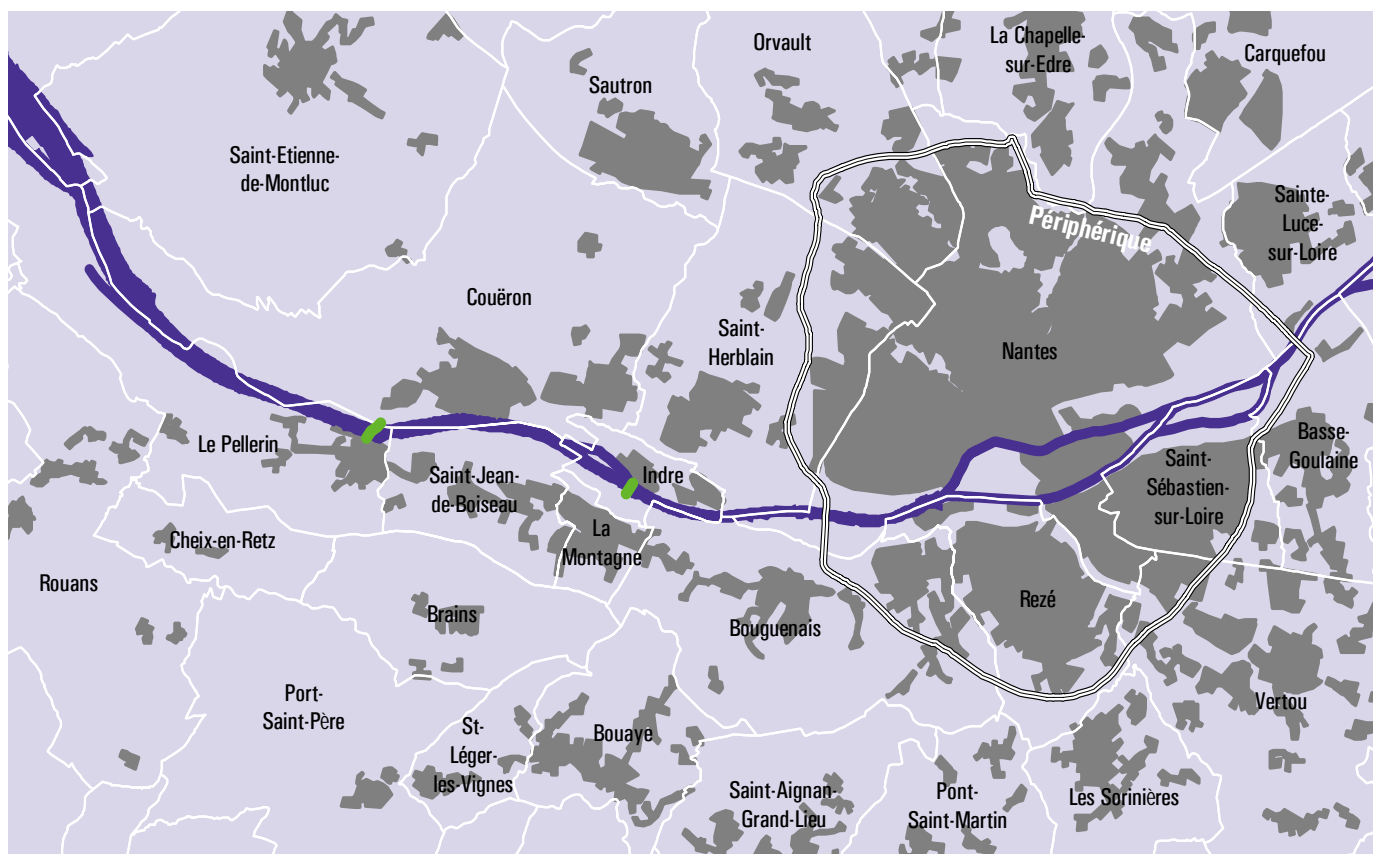 Orvault
La Chapelle-
sur-Edre
Carquefou
Sautron
Saint-Etienne-
de-Montluc
Sainte-
Luce-
sur-Loire
Périphérique
Couëron
Saint-
Herblain
Nantes
Le Pellerin
Basse-
Goulaine
Saint-Jean-
de-Boiseau
Indre
Saint-
Sébastien-
sur-Loire
La
Montagne
Cheix-en-Retz
Rouans
Brains
Bouguenais
Rezé
Port-
Saint-Père
St-
Léger-
les-Vignes
Bouaye
Vertou
Saint-Aignan-
Grand-Lieu
Pont-
Saint-Martin
Les Sorinières